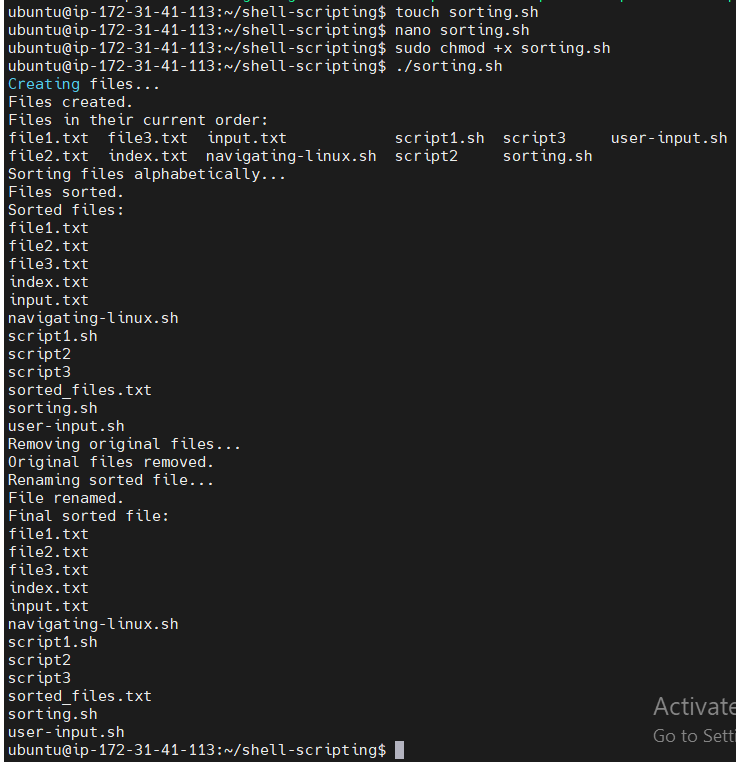 ubuntu@ip-172-31-41-113:~/shell-scripting$ touch sorting.sh
ubuntu@ip-172-31-41-113:~/shell-scripting$ nano sorting.sh
ubuntu@ip-172-31-41-113:~/shell-scripting$ sudo chmod +x sorting.sh
ubuntu@ip-172-31-41-113:~/shell-scripting$ ./sorting.sh
Creating files...
Files created.
Files in their current order:
file1.txt  file3.txt  input.txt            script1.sh  script3     user-input.sh
file2.txt  index.txt  navigating-linux.sh  script2     sorting.sh
Sorting files alphabetically...
Files sorted.
Sorted files:
file1.txt
file2.txt
file3.txt
index.txt
input.txt
navigating-linux.sh
script1.sh
script2
script3
sorted_files.txt
sorting.sh
user-input.sh
Removing original files...
Original files removed.
Renaming sorted file...
File renamed.
Final sorted file:
file1.txt
file2.txt
file3.txt
index.txt
input.txt
navigating-linux.sh
script1.sh
script2
script3
sorted_files.txt
sorting.sh
user-input.sh
ubuntu@ip-172-31-41-113:~/shell-scripting$
Activate
Go to Setti